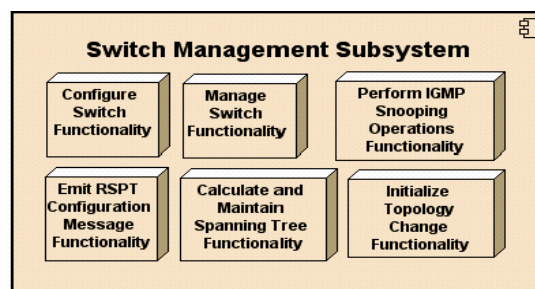 Switch Management Subsystem
Configure
Switch
Functionality
Manage
Switch
Functionality
Perform IGMP
Snooping
Operations
Functionality
Emit RSPT
Configuration
Message
Functionality
Calculate and
Maintain
Spanning Tree
Functionality
Initialize
Topology
Change
Functionality